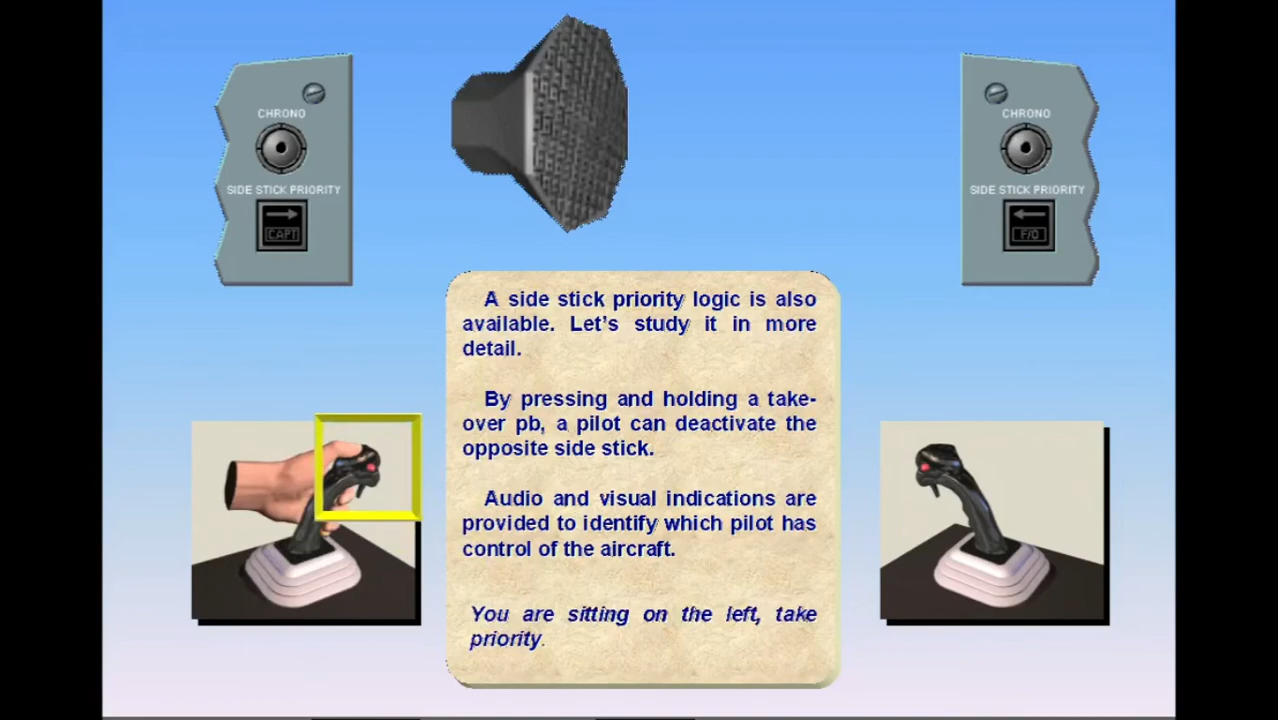 CHRONO
SIDE STICK PRIORITY
CAPT
CHRONO
SIDE STICK PRIORITY
F/O
A side stick priority logic is also
available. Let's study it in more
detail.
By pressing and holding a take-
over pb, a pilot can deactivate the
opposite side stick.
Audio and visual indications are
provided to identify which pilot has
control of the aircraft.
You are sitting on the left, take
priority.